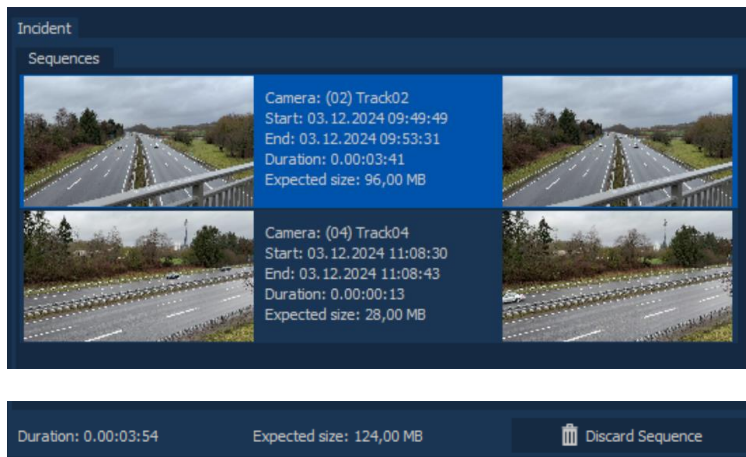 Incident
Sequences
Camera: (02) Track02
Start: 03.12.2024 09:49:49
End: 03.12.2024 09:53:31
Duration: 0.00:03:41
Expected size: 96,00 MB
Camera: (04) Track04
Start: 03.12.2024 11:08:30
End: 03.12.2024 11:08:43
Duration: 0.00:00:13
Expected size: 28,00 MB
Duration: 0.00:03:54
Expected size: 124,00 MB
Discard Sequence